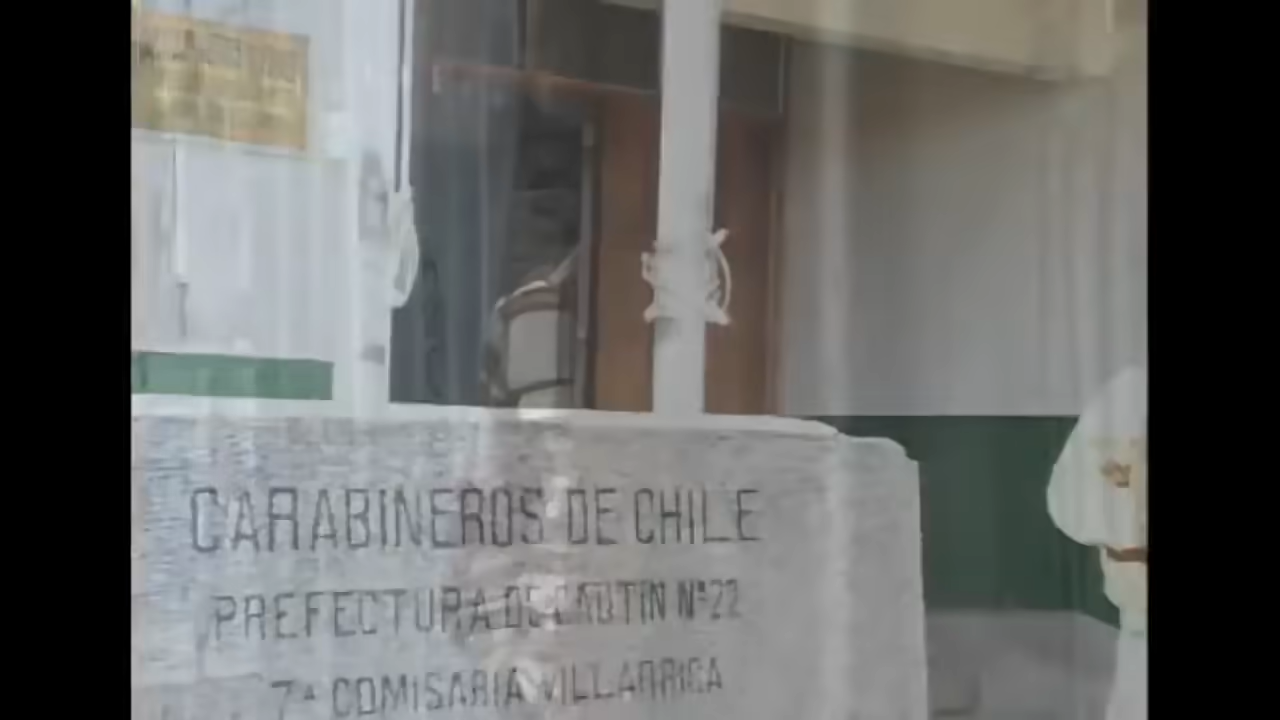 CARABINEROS DE CHILE
PREFECTURA DE CAUTIN Nº22
7ª COMISARIA VILLARRICA